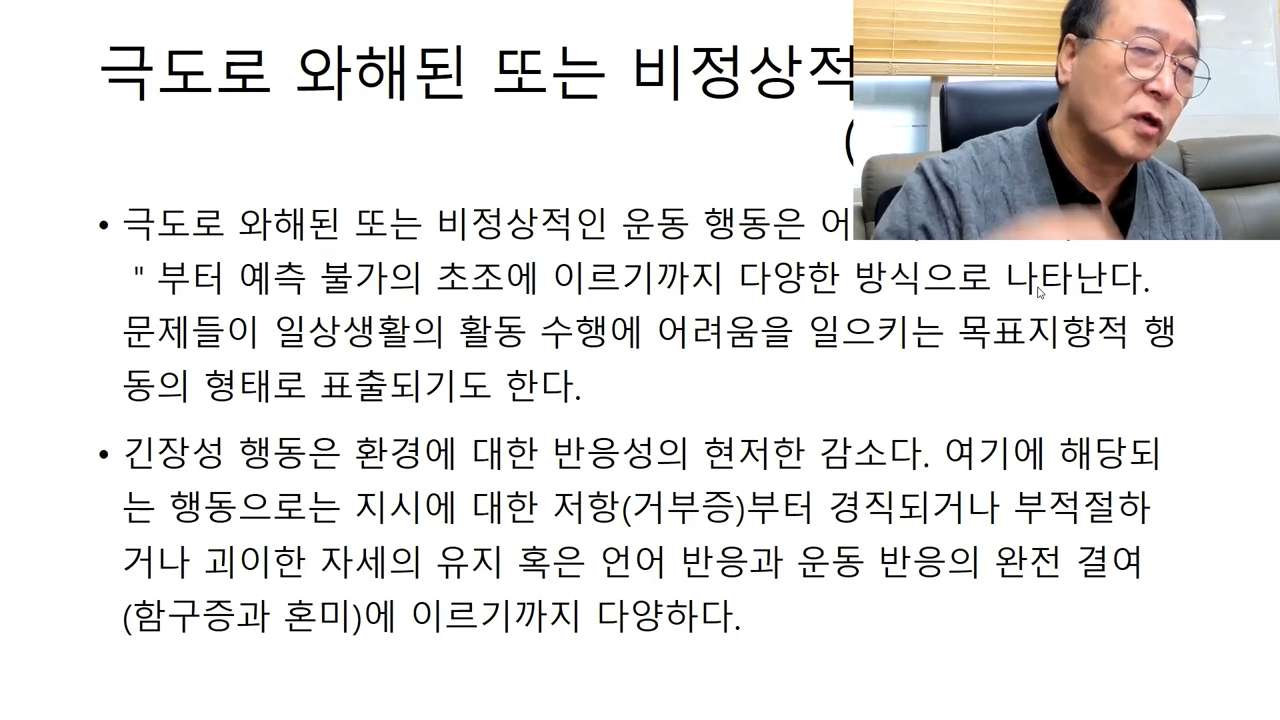 극도로 와해된 또는 비정상적
(
• 극도로 와해된 또는 비정상적인 운동 행동은 어
" 부터 예측 불가의 초조에 이르기까지 다양한 방식으로 나타난다.
문제들이 일상생활의 활동 수행에 어려움을 일으키는 목표지향적 행
동의 형태로 표출되기도 한다.
• 긴장성 행동은 환경에 대한 반응성의 현저한 감소다. 여기에 해당되
는 행동으로는 지시에 대한 저항(거부증)부터 경직되거나 부적절하
거나 괴이한 자세의 유지 혹은 언어 반응과 운동 반응의 완전 결여
(함구증과 혼미)에 이르기까지 다양하다.